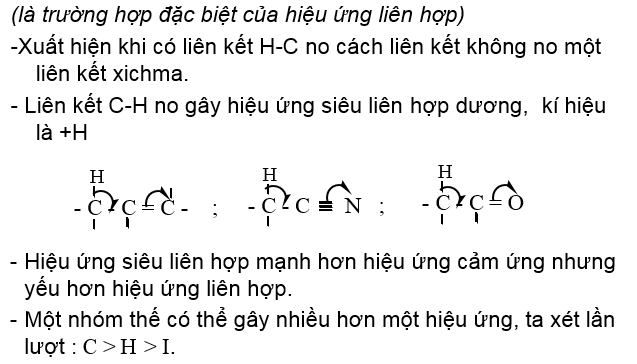 (là trường hợp đặc biệt của hiệu ứng liên hợp)
-Xuất hiện khi có liên kết H-C no cách liên kết không no một
liên kết xichma.
- Liên kết C-H no gây hiệu ứng siêu liên hợp dương, kí hiệu
là +H
H H H
- C - C = C - ; - C - C ≡ N ; - C - C = O
- Hiệu ứng siêu liên hợp mạnh hơn hiệu ứng cảm ứng nhưng
yếu hơn hiệu ứng liên hợp.
- Một nhóm thế có thể gây nhiều hơn một hiệu ứng, ta xét lần
lượt : C > H > I.